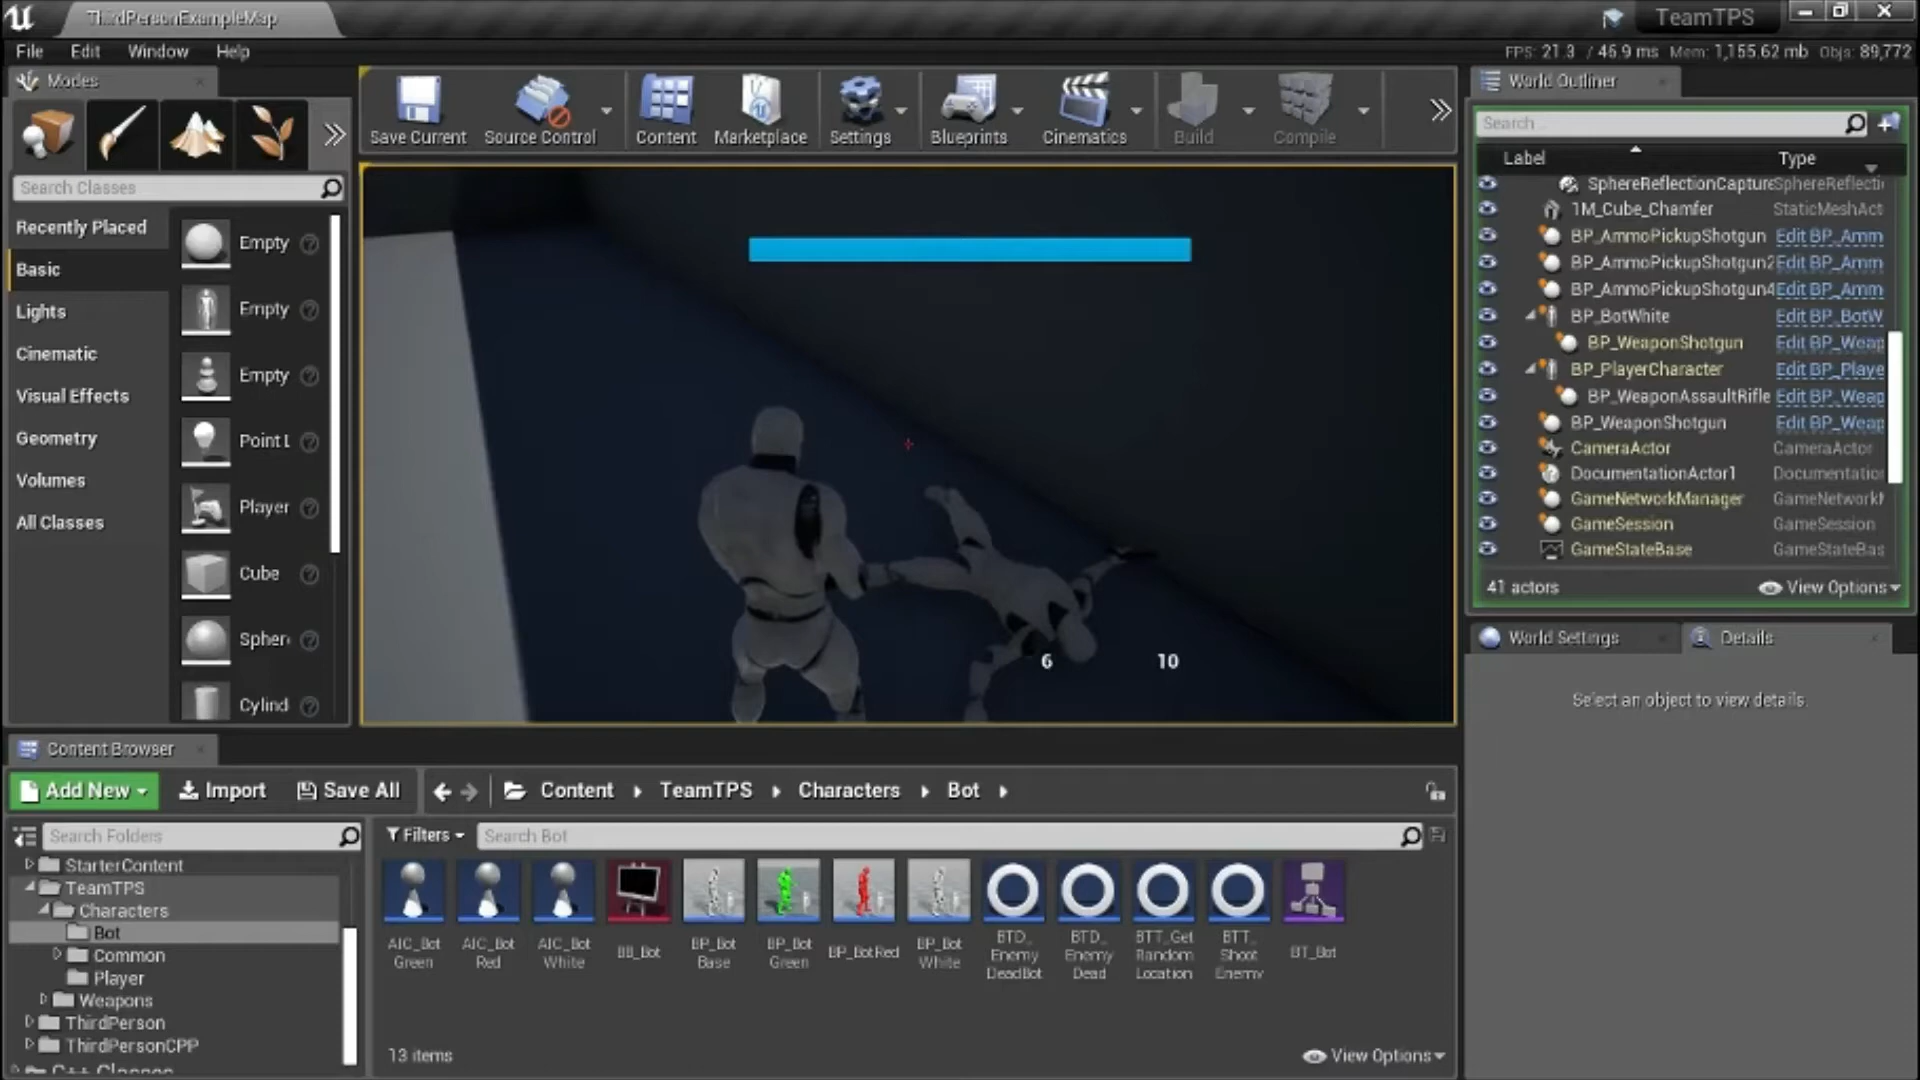 ThirdPersonExampleMap
TeamTPS
File Edit Window Help
FPS: 21.3 / 46.9 ms Mem: 1,155.62 mb Objs: 89,772
Modes
Save Current
Source Control
Content
Marketplace
Settings
Blueprints
Cinematics
Build
Compile
Search Classes
Recently Placed
Basic
Lights
Cinematic
Visual Effects
Geometry
Volumes
All Classes
Empty
Empty
Empty
Point L
Player
Cube
Spher
Cylind
6 10
World Outliner
Search...
Label Type
SphereReflectionCapture SphereReflecti
1M_Cube_Chamfer StaticMeshAct
BP_AmmoPickupShotgun Edit BP_Amm
BP_AmmoPickupShotgun2 Edit BP_Amm
BP_AmmoPickupShotgun4 Edit BP_Amm
BP_BotWhite Edit BP_BotW
BP_WeaponShotgun Edit BP_Weap
BP_PlayerCharacter Edit BP_Playe
BP_WeaponAssaultRifle Edit BP_Weap
BP_WeaponShotgun Edit BP_Weap
CameraActor CameraActor
DocumentationActor1 Documentatio
GameNetworkManager GameNetworkM
GameSession GameSession
GameStateBase GameStateBas
41 actors View Options
World Settings Details
Select an object to view details.
Content Browser
Add New Import Save All Content TeamTPS Characters Bot
Search Folders
Filters Search Bot
StarterContent
TeamTPS
Characters
Bot
Common
Player
Weapons
ThirdPerson
ThirdPersonCPP
C++ Classes
AIC_Bot
Green
AIC_Bot
Red
AIC_Bot
White
BB_Bot
BP_Bot
Base
BP_Bot
Green
BP_BotRed
BP_Bot
White
BTD_
Enemy
DeadBot
BTD_
Enemy
Dead
BTT_Get
Random
Location
BTT_
Shoot
Enemy
BT_Bot
13 items View Options